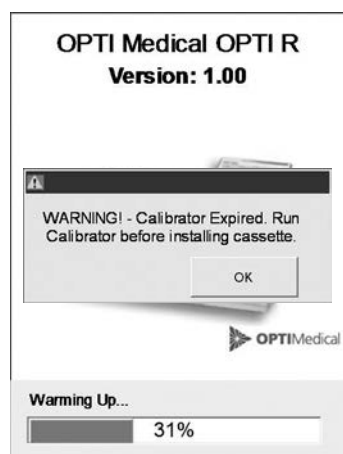 OPTI Medical OPTI R
Version: 1.00
WARNING! - Calibrator Expired. Run
Calibrator before installing cassette.
OK
OPTIMedical
Warming Up...
31%